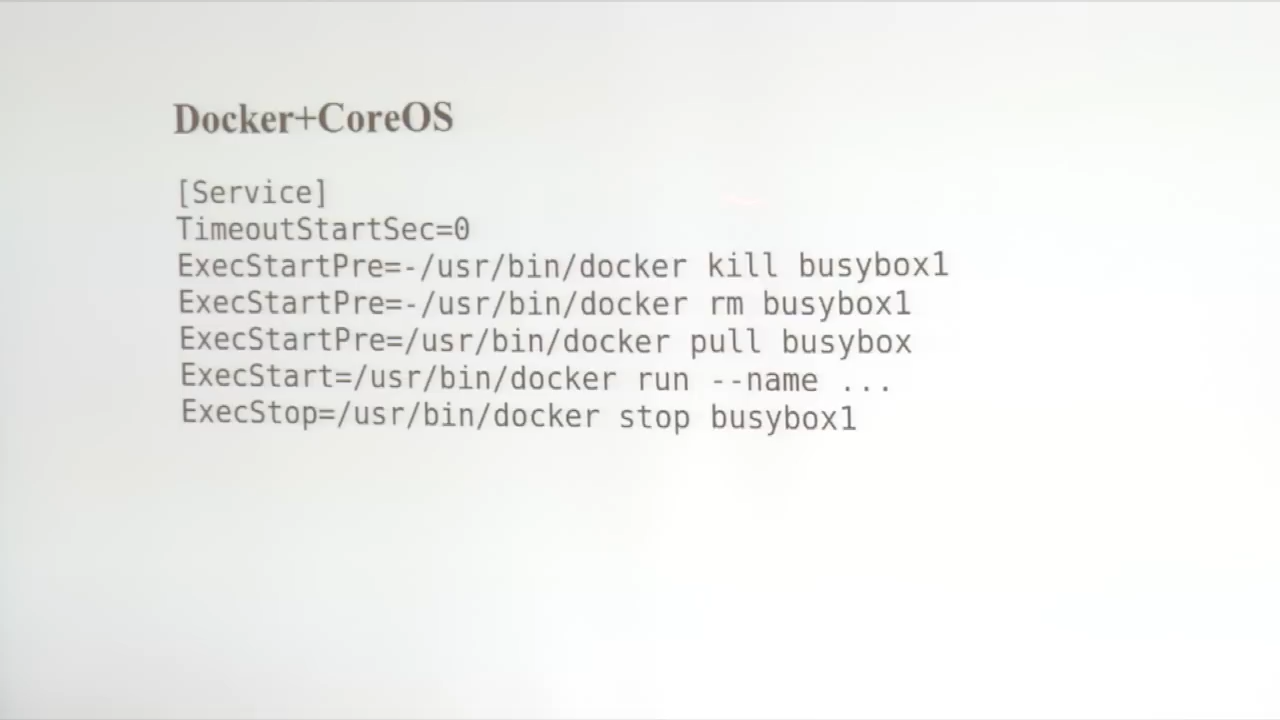 Docker+CoreOS
[Service]
TimeoutStartSec=0
ExecStartPre=-/usr/bin/docker kill busybox1
ExecStartPre=-/usr/bin/docker rm busybox1
ExecStartPre=/usr/bin/docker pull busybox
ExecStart=/usr/bin/docker run --name ...
ExecStop=/usr/bin/docker stop busybox1